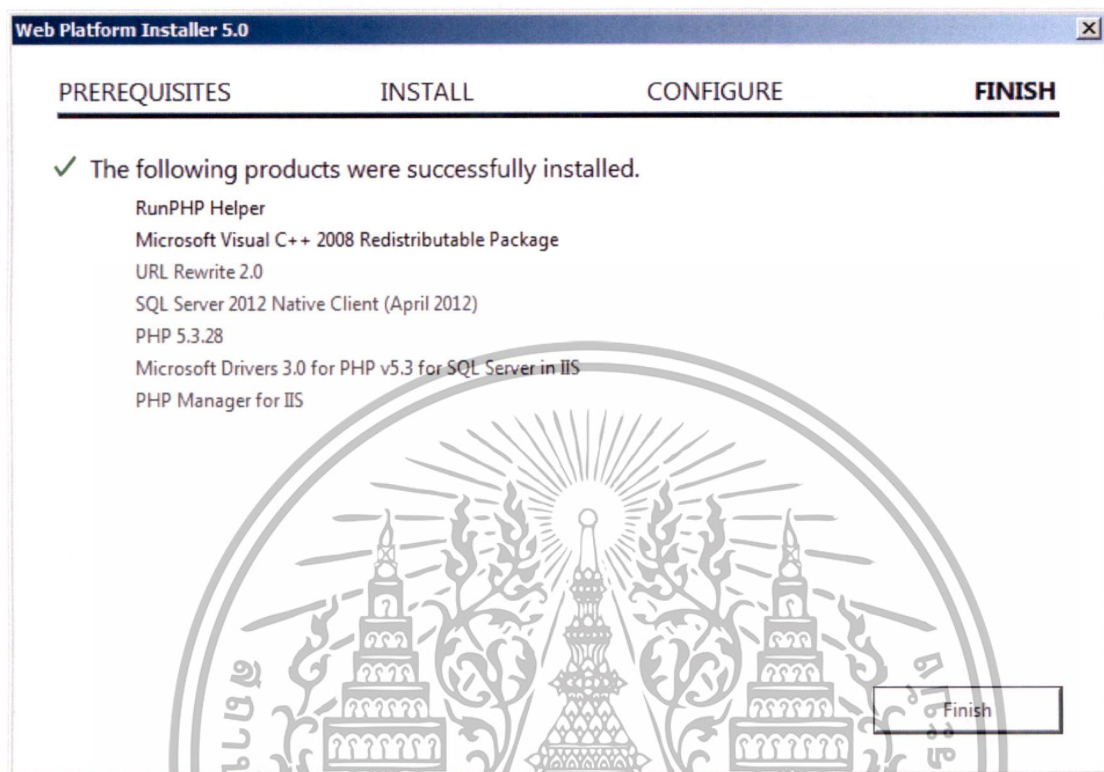 Web Platform Installer 5.0
PREREQUISITES INSTALL CONFIGURE FINISH
The following products were successfully installed.
RunPHP Helper
Microsoft Visual C++ 2008 Redistributable Package
URL Rewrite 2.0
SQL Server 2012 Native Client (April 2012)
PHP 5.3.28
Microsoft Drivers 3.0 for PHP v5.3 for SQL Server in IIS
PHP Manager for IIS
Finish